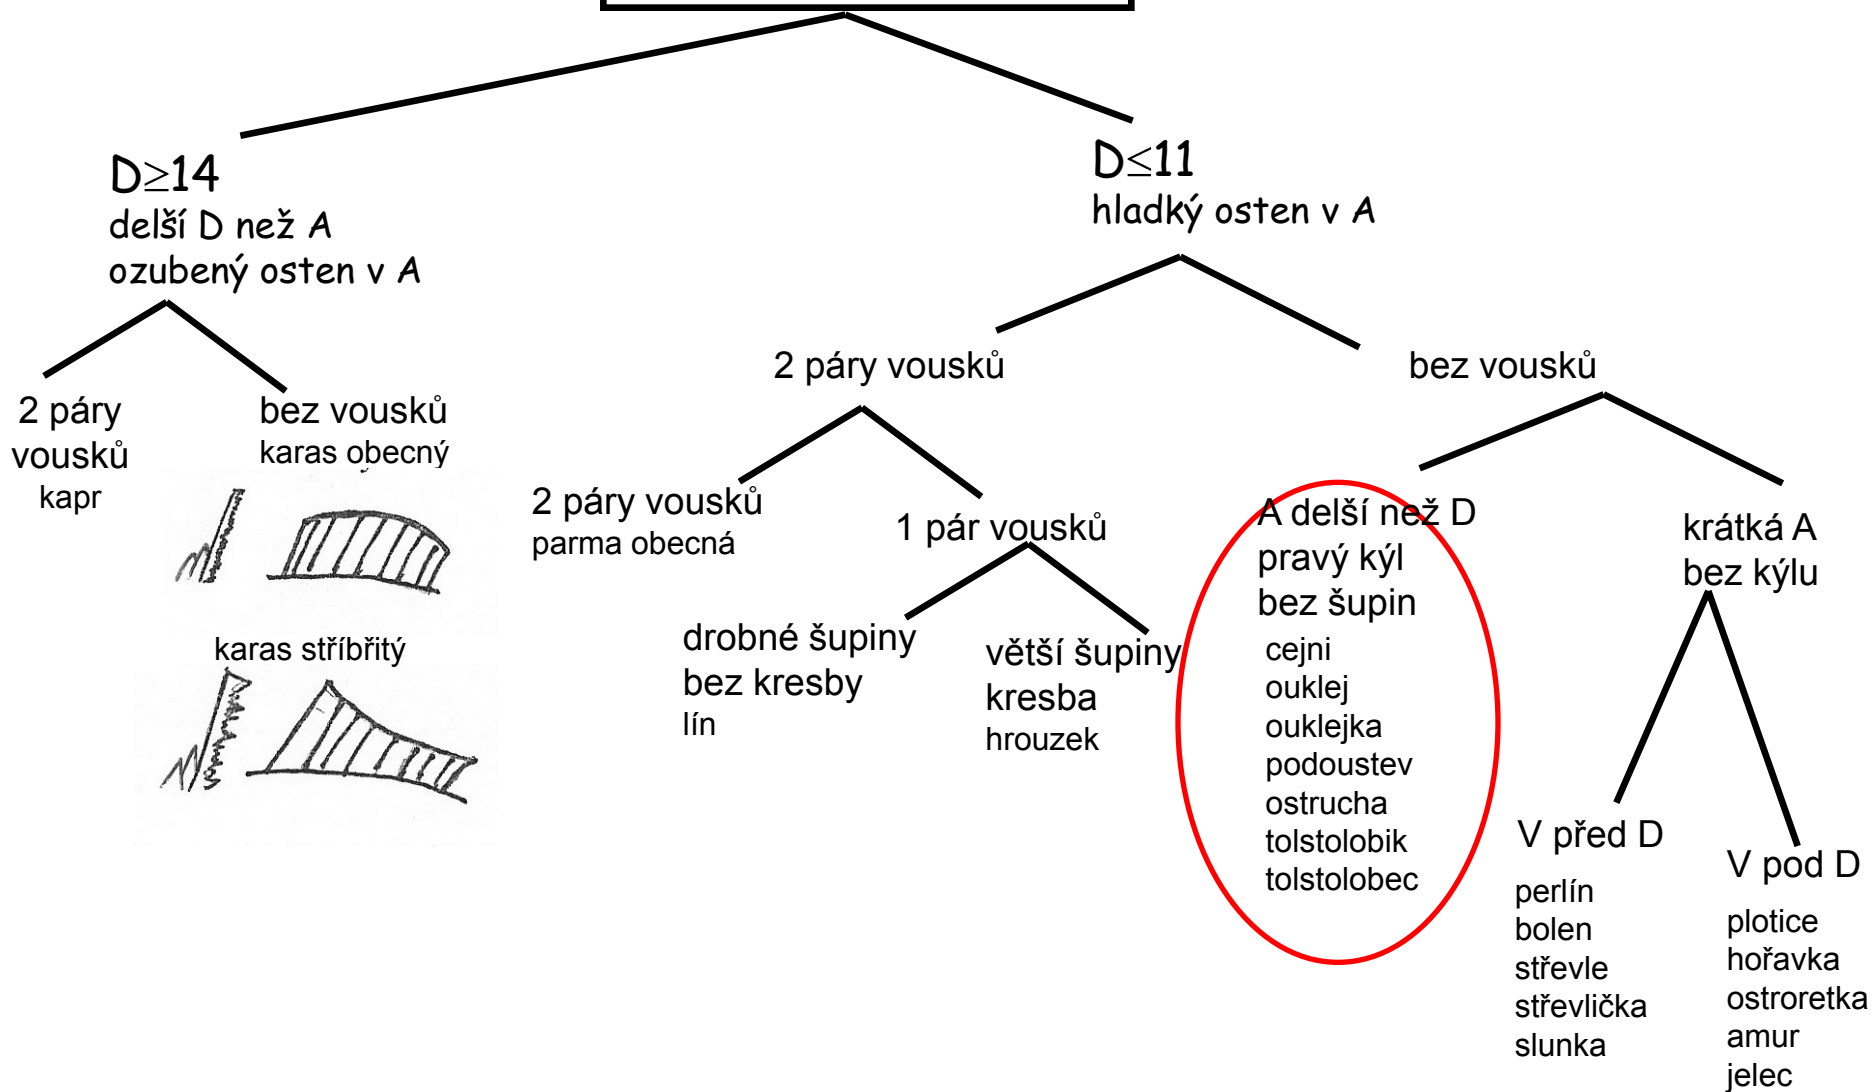 D≥14
delší D než A
ozubený osten v A
D≤11
hladký osten v A
2 páry
vousků
kapr
bez vousků
karas obecný
karas stříbřitý
2 páry vousků
bez vousků
2 páry vousků
parma obecná
1 pár vousků
drobné šupiny
bez kresby
lín
větší šupiny
kresba
hrouzek
A delší než D
pravý kýl
bez šupin
cejni
ouklej
ouklejka
podoustev
ostrucha
tolstolobik
tolstolobec
krátká A
bez kýlu
V před D
perlín
bolen
střevle
střevlička
slunka
V pod D
plotice
hořavka
ostroretka
amur
jelec